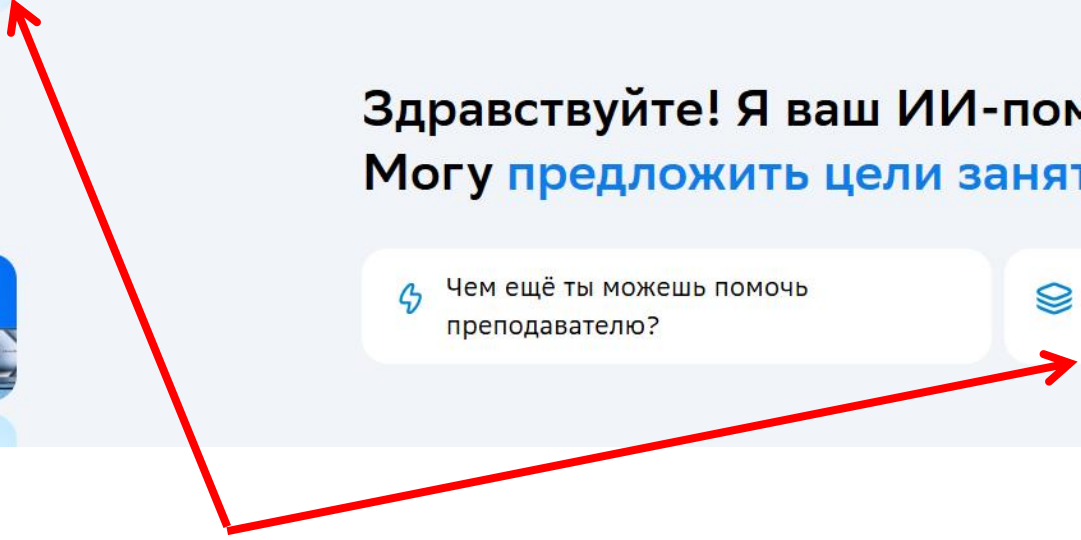 Здравствуйте! Я ваш ИИ-пом
Могу предложить цели занят
Чем ещё ты можешь помочь
преподавателю?